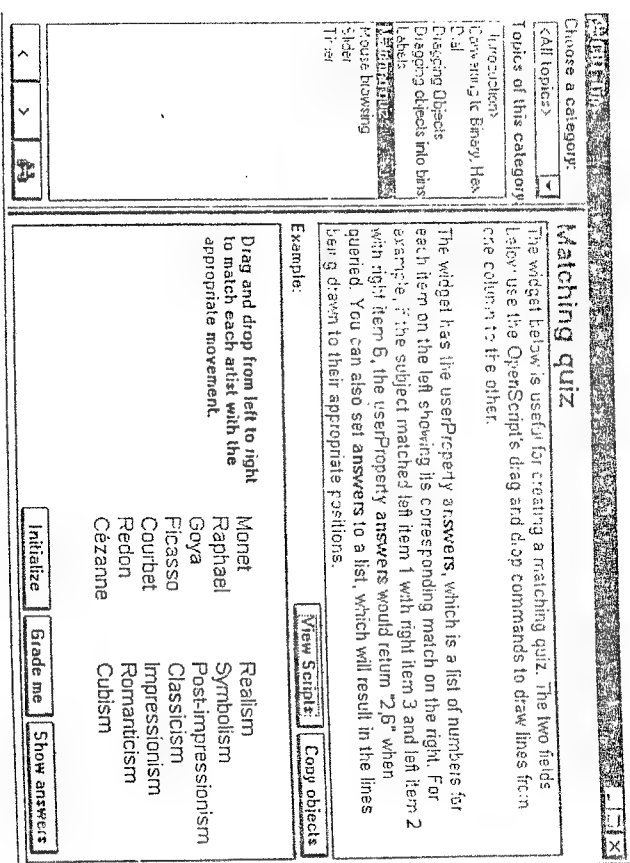 Choose a category:
<All topics>
Topics of this category
<Introduction>
Converting to Binary, Hex
Dial
Dragging Objects
Dragging objects into bins
Labels
Mouse browsing
Slider
Timer
<
>
Matching quiz
The widget below is useful for creating a matching quiz. The two fields
below use the OpenScript's drag and drop commands to draw lines from
one column to the other.
The widget has the userProperty answers, which is a list of numbers for
each item on the left showing its corresponding match on the right. For
example, if the subject matched left item 1 with right item 3 and left item 2
with right item 6, the userProperty answers would return "2,6" when
queried. You can also set answers to a list, which will result in the lines
being drawn to their appropriate positions.
Example:
View Scripts
Copy objects
Drag and drop from left to right
to match each artist with the
appropriate movement.
Monet
Raphael
Goya
Picasso
Courbet
Redon
Cézanne
Realism
Symbolism
Post-impressionism
Classicism
Impressionism
Romanticism
Cubism
Initialize
Grade me
Show answers